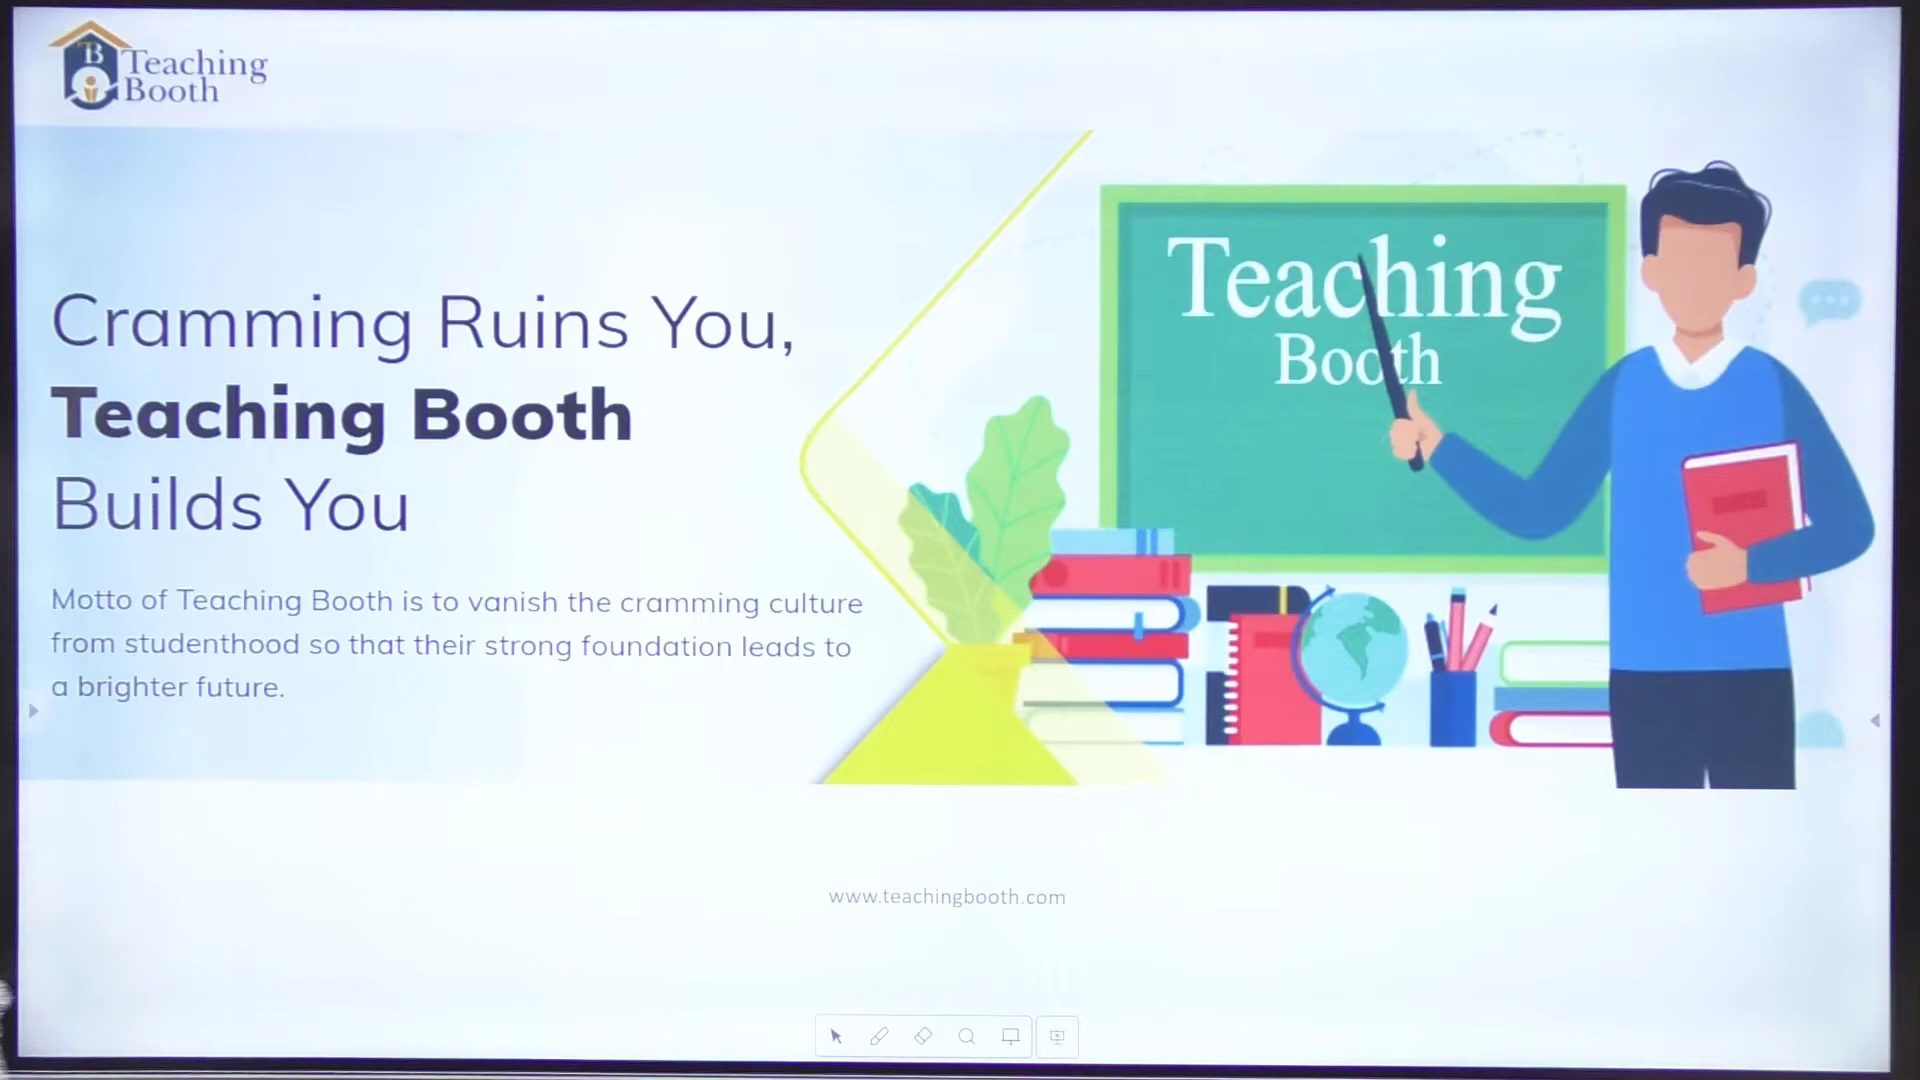 TB
Teaching
Booth
Cramming Ruins You,
Teaching Booth
Builds You
Motto of Teaching Booth is to vanish the cramming culture
from studenthood so that their strong foundation leads to
a brighter future.
Teaching
Booth
www.teachingbooth.com